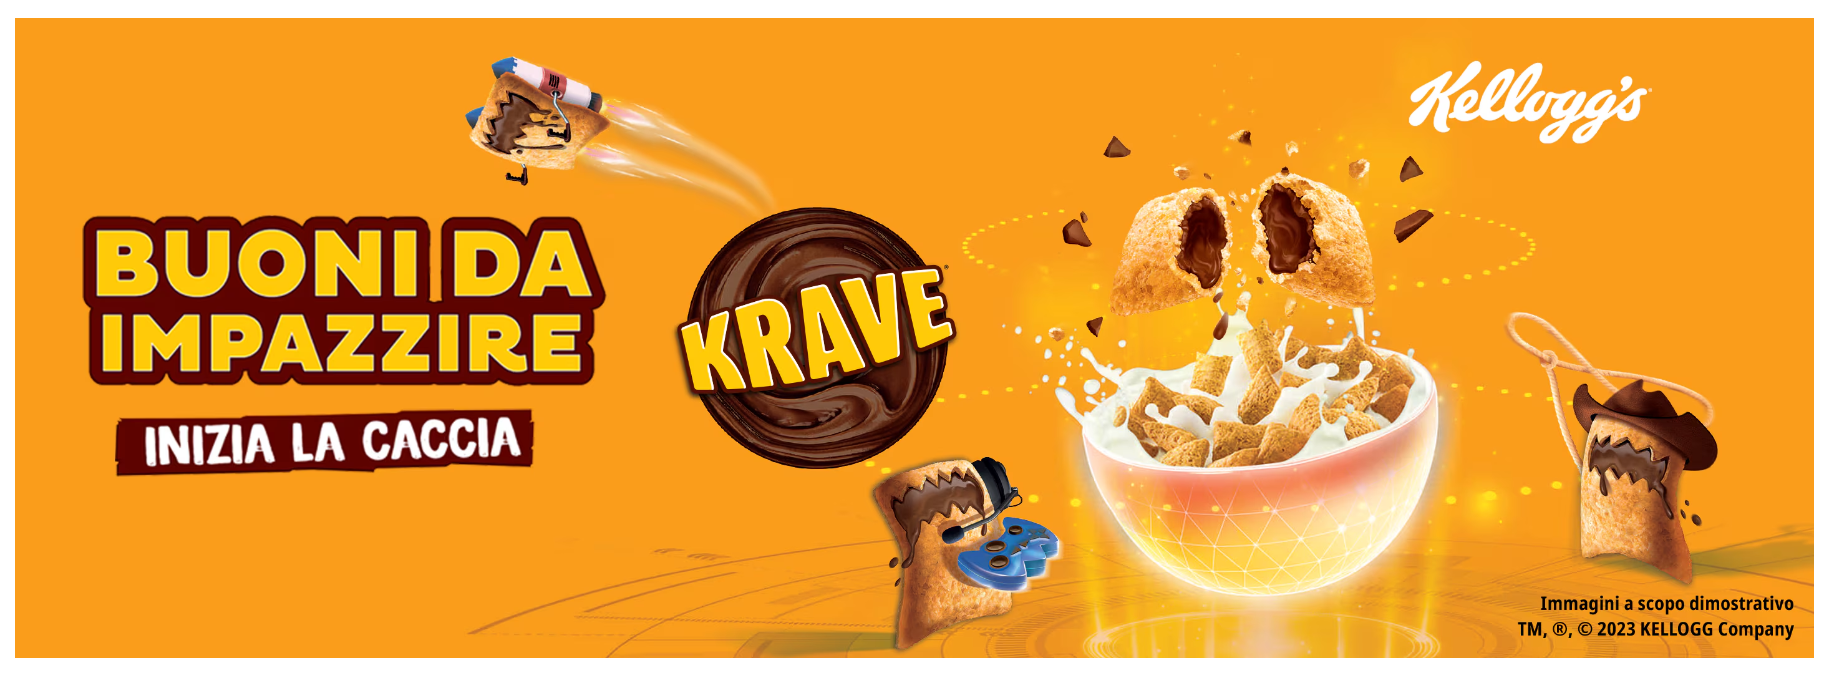 Kellogg's
BUONI DA
IMPAZZIRE
KRAVE
INIZIA LA CACCIA
Immagini a scopo dimostrativo
TM, ®, © 2023 KELLOGG Company